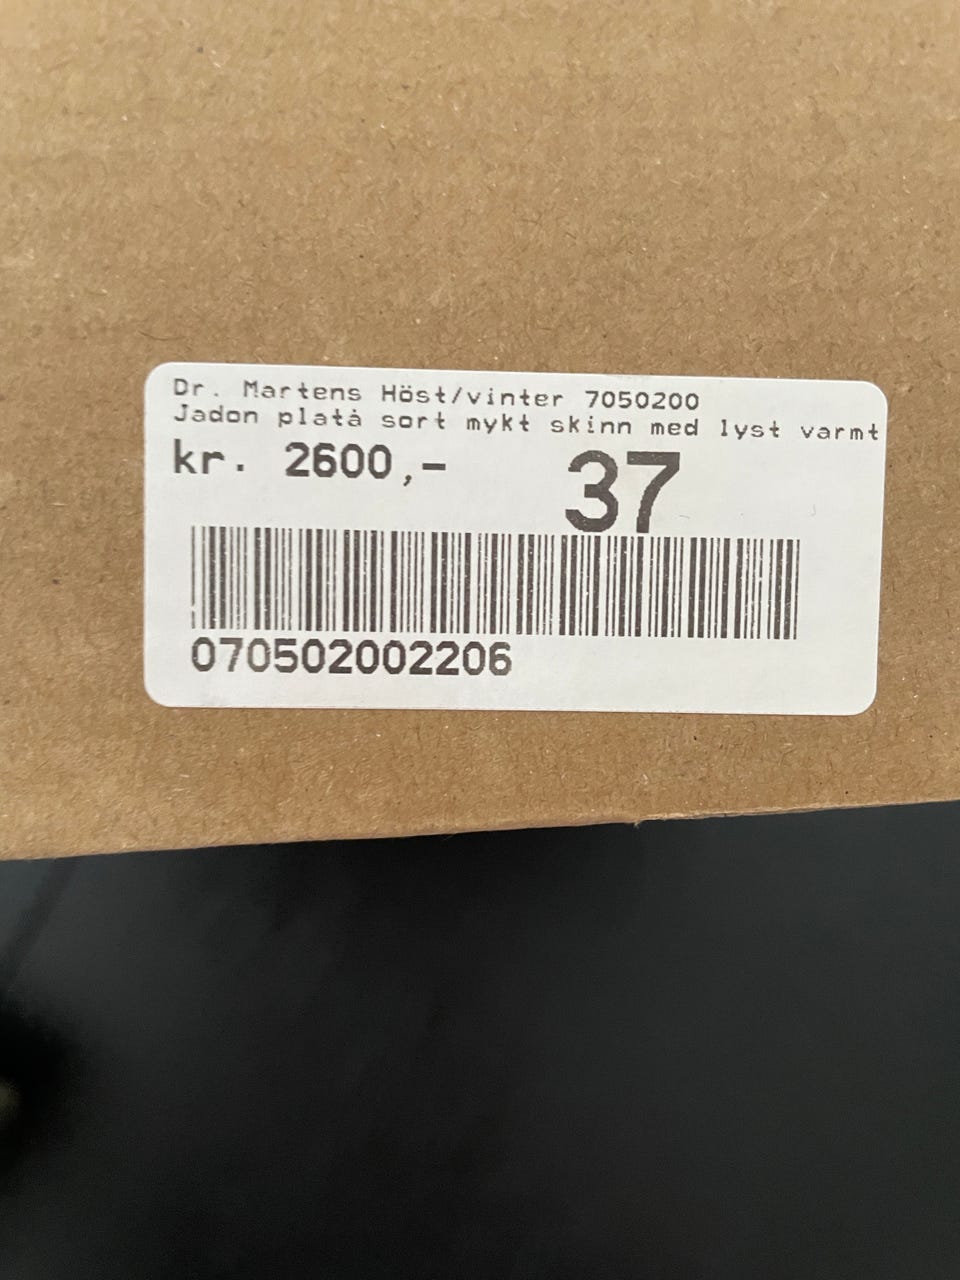 Dr. Martens Höst/vinter 7050200
Jadon platå sort mykt skinn med lyst varmt
kr. 2600,- 37
070502002206